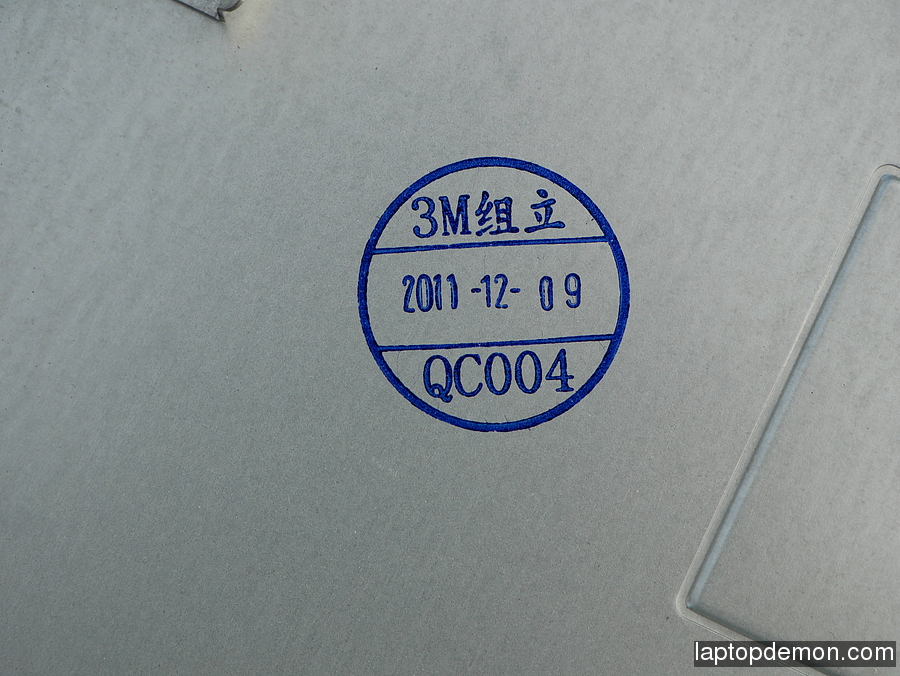 3M组立
2011-12-09
QC004
laptopdemon.com